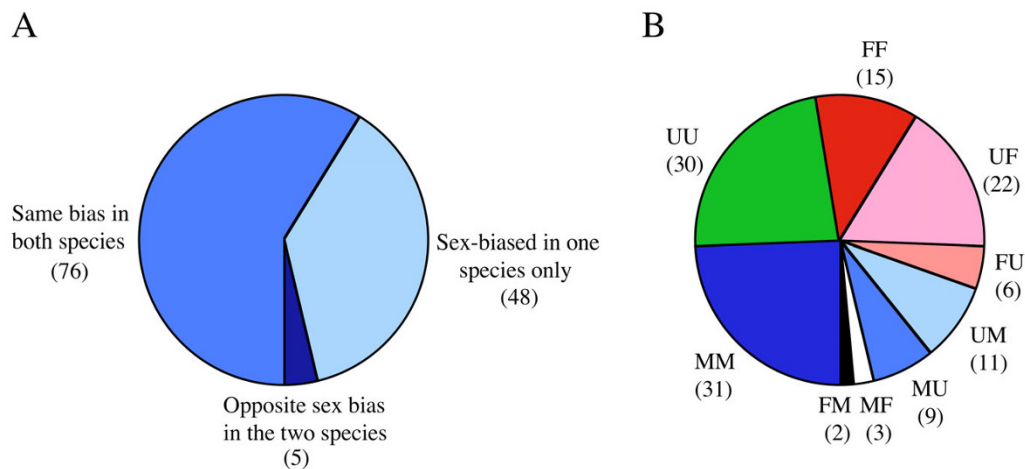 A
Same bias in
both species
(76)
Sex-biased in one
species only
(48)
Opposite sex bias
in the two species
(5)
B
FF
(15)
UF
(22)
FU
(6)
UM
(11)
MU
(9)
MF
(3)
FM
(2)
MM
(31)
UU
(30)